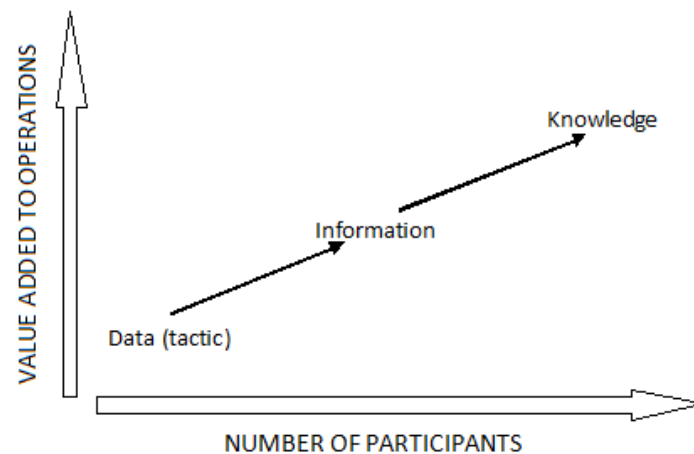 VALUE ADDED TO OPERATIONS
Knowledge
Information
Data (tactic)
NUMBER OF PARTICIPANTS